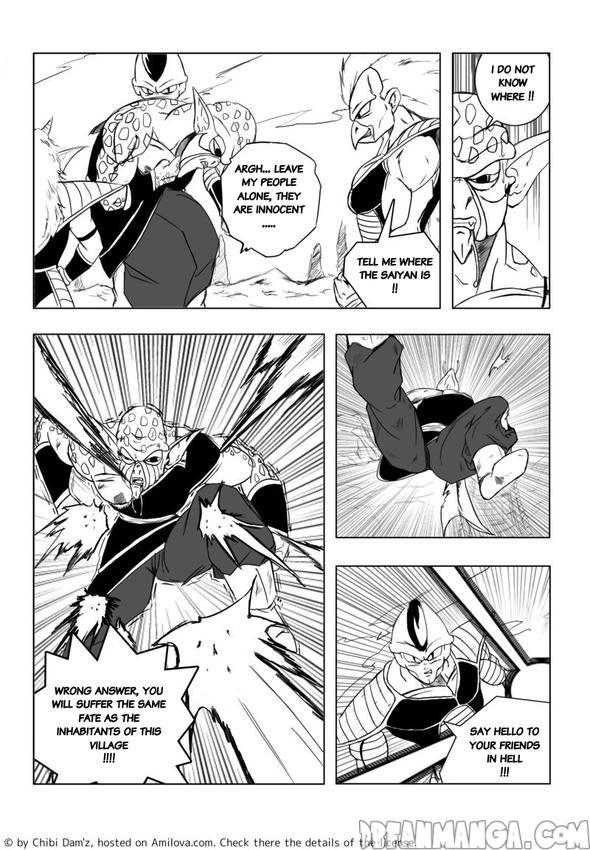 ARGH... LEAVE
MY PEOPLE
ALONE, THEY
ARE INNOCENT
.....
TELL ME WHERE
THE SAIYAN IS
!!
I DO NOT
KNOW
WHERE !!
WRONG ANSWER, YOU
WILL SUFFER THE SAME
FATE AS THE
INHABITANTS OF THIS
VILLAGE
!!!!
SAY HELLO TO
YOUR FRIENDS
IN HELL
!!!
© by Chibi Dam'z, hosted on Amilova.com. Check there the details of the license.
DREAMMANGA.COM